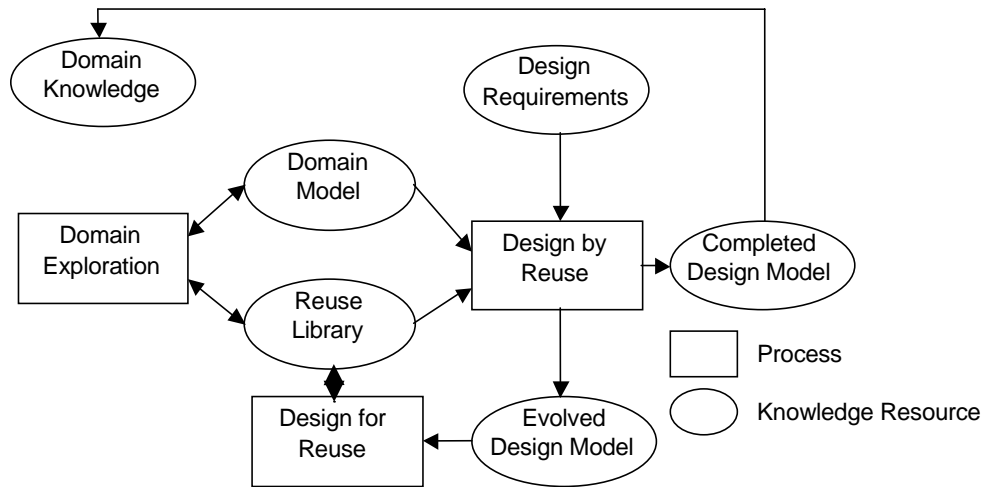 Domain
Knowledge
Design
Requirements
Domain
Model
Domain
Exploration
Design by
Reuse
Completed
Design Model
Reuse
Library
Process
Design for
Reuse
Evolved
Design Model
Knowledge Resource